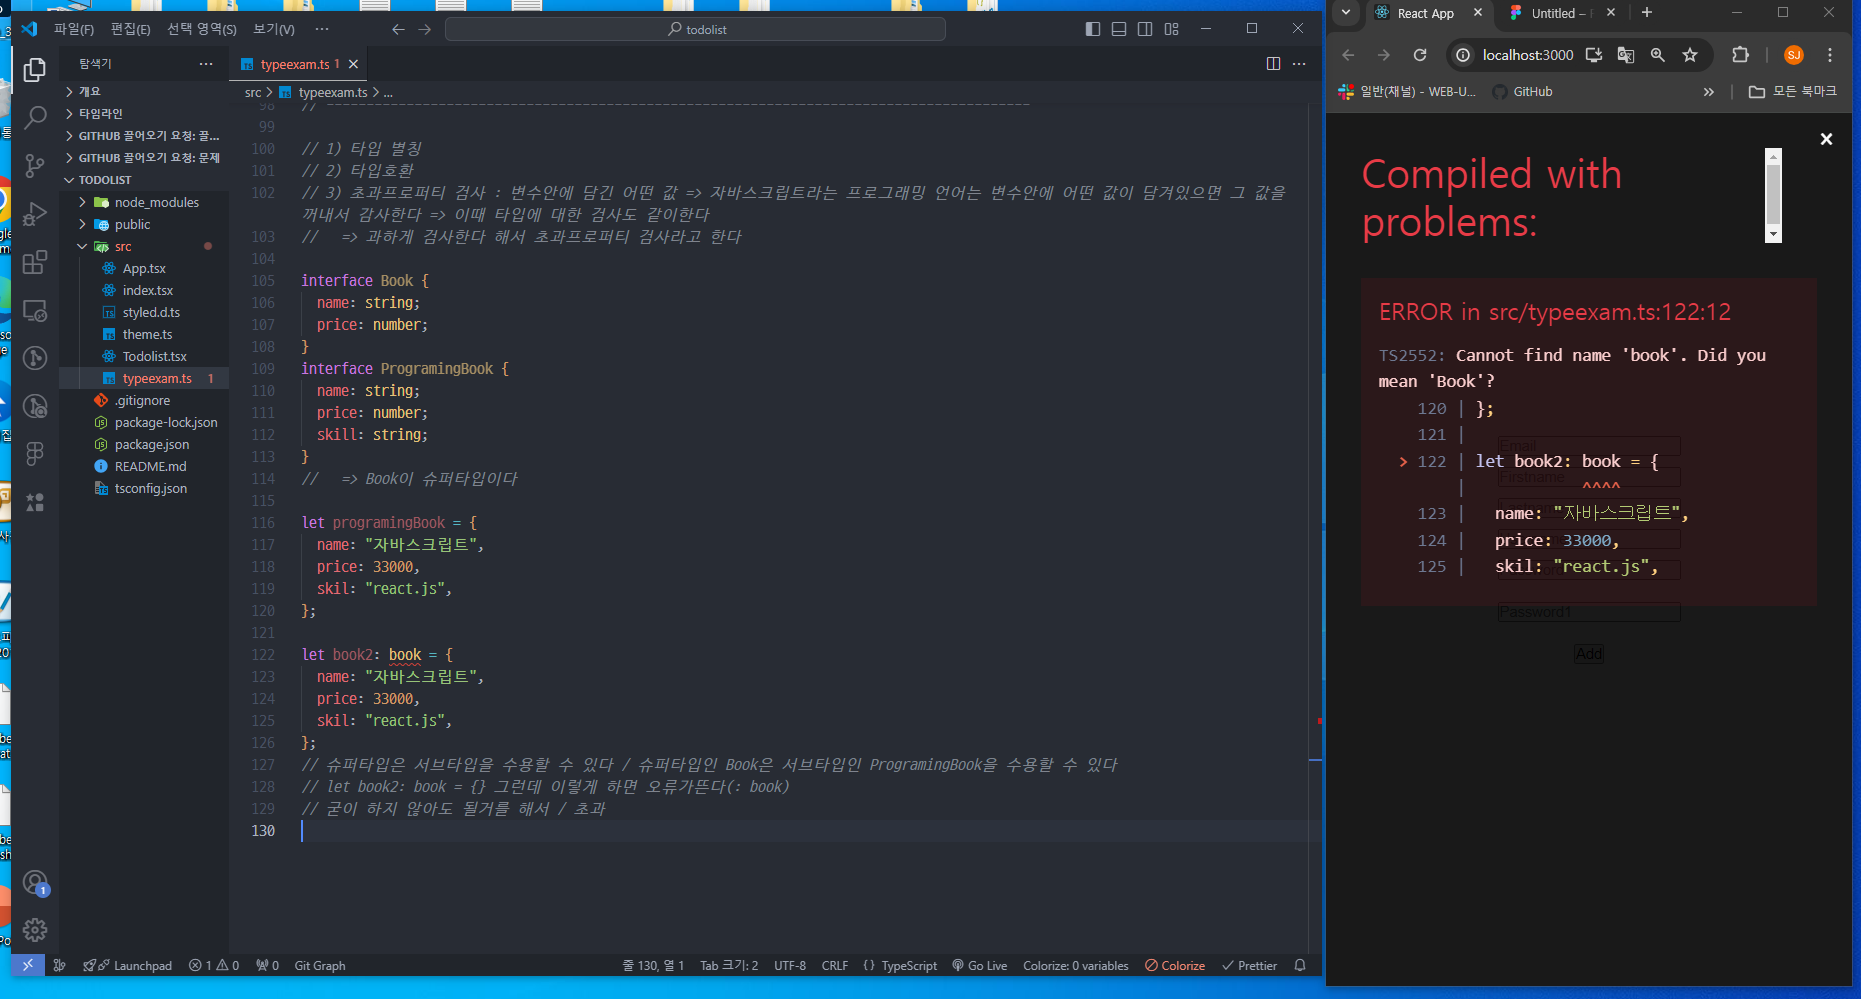 파일(F) 편집(E) 선택 영역(S) 보기(V) ··· todolist
탐색기 ···
개요
타임라인
GITHUB 끌어오기 요청: 끌...
GITHUB 끌어오기 요청: 문제
TODOLIST
node_modules
public
src
App.tsx
index.tsx
styled.d.ts
theme.ts
Todolist.tsx
typeexam.ts 1
.gitignore
package-lock.json
package.json
README.md
tsconfig.json
typeexam.ts 1
src > typeexam.ts > ...
99
100 // 1) 타입 별칭
101 // 2) 타입호환
102 // 3) 초과프로퍼티 검사 : 변수안에 담긴 어떤 값 => 자바스크립트라는 프로그래밍 언어는 변수안에 어떤 값이 담겨있으면 그 값을
꺼내서 감사한다 => 이때 타입에 대한 검사도 같이한다
103 //   => 과하게 검사한다 해서 초과프로퍼티 검사라고 한다
104
105 interface Book {
106 name: string;
107 price: number;
108 }
109 interface ProgramingBook {
110 name: string;
111 price: number;
112 skill: string;
113 }
114 //   => Book이 슈퍼타입이다
115
116 let programingBook = {
117 name: "자바스크립트",
118 price: 33000,
119 skil: "react.js",
120 };
121
122 let book2: book = {
123 name: "자바스크립트",
124 price: 33000,
125 skil: "react.js",
126 };
127 // 슈퍼타입은 서브타입을 수용할 수 있다 / 슈퍼타입인 Book은 서브타입인 ProgramingBook을 수용할 수 있다
128 // let book2: book = {} 그런데 이렇게 하면 오류가뜬다(: book)
129 // 굳이 하지 않아도 될거를 해서 / 초과
130
1
Launchpad 1 0 0 Git Graph
줄 130, 열 1 Tab 크기: 2 UTF-8 CRLF {} TypeScript Go Live Colorize: 0 variables Colorize Prettier
React App Untitled –
localhost:3000 SJ
일반(채널) - WEB-U... GitHub » 모든 북마크
Compiled with
problems:
ERROR in src/typeexam.ts:122:12
TS2552: Cannot find name 'book'. Did you
mean 'Book'?
120 | };
121 |
> 122 | let book2: book = {
| ^^^^
123 | name: "자바스크립트",
124 | price: 33000,
125 | skil: "react.js",
Email
Firstname
Password1
Add